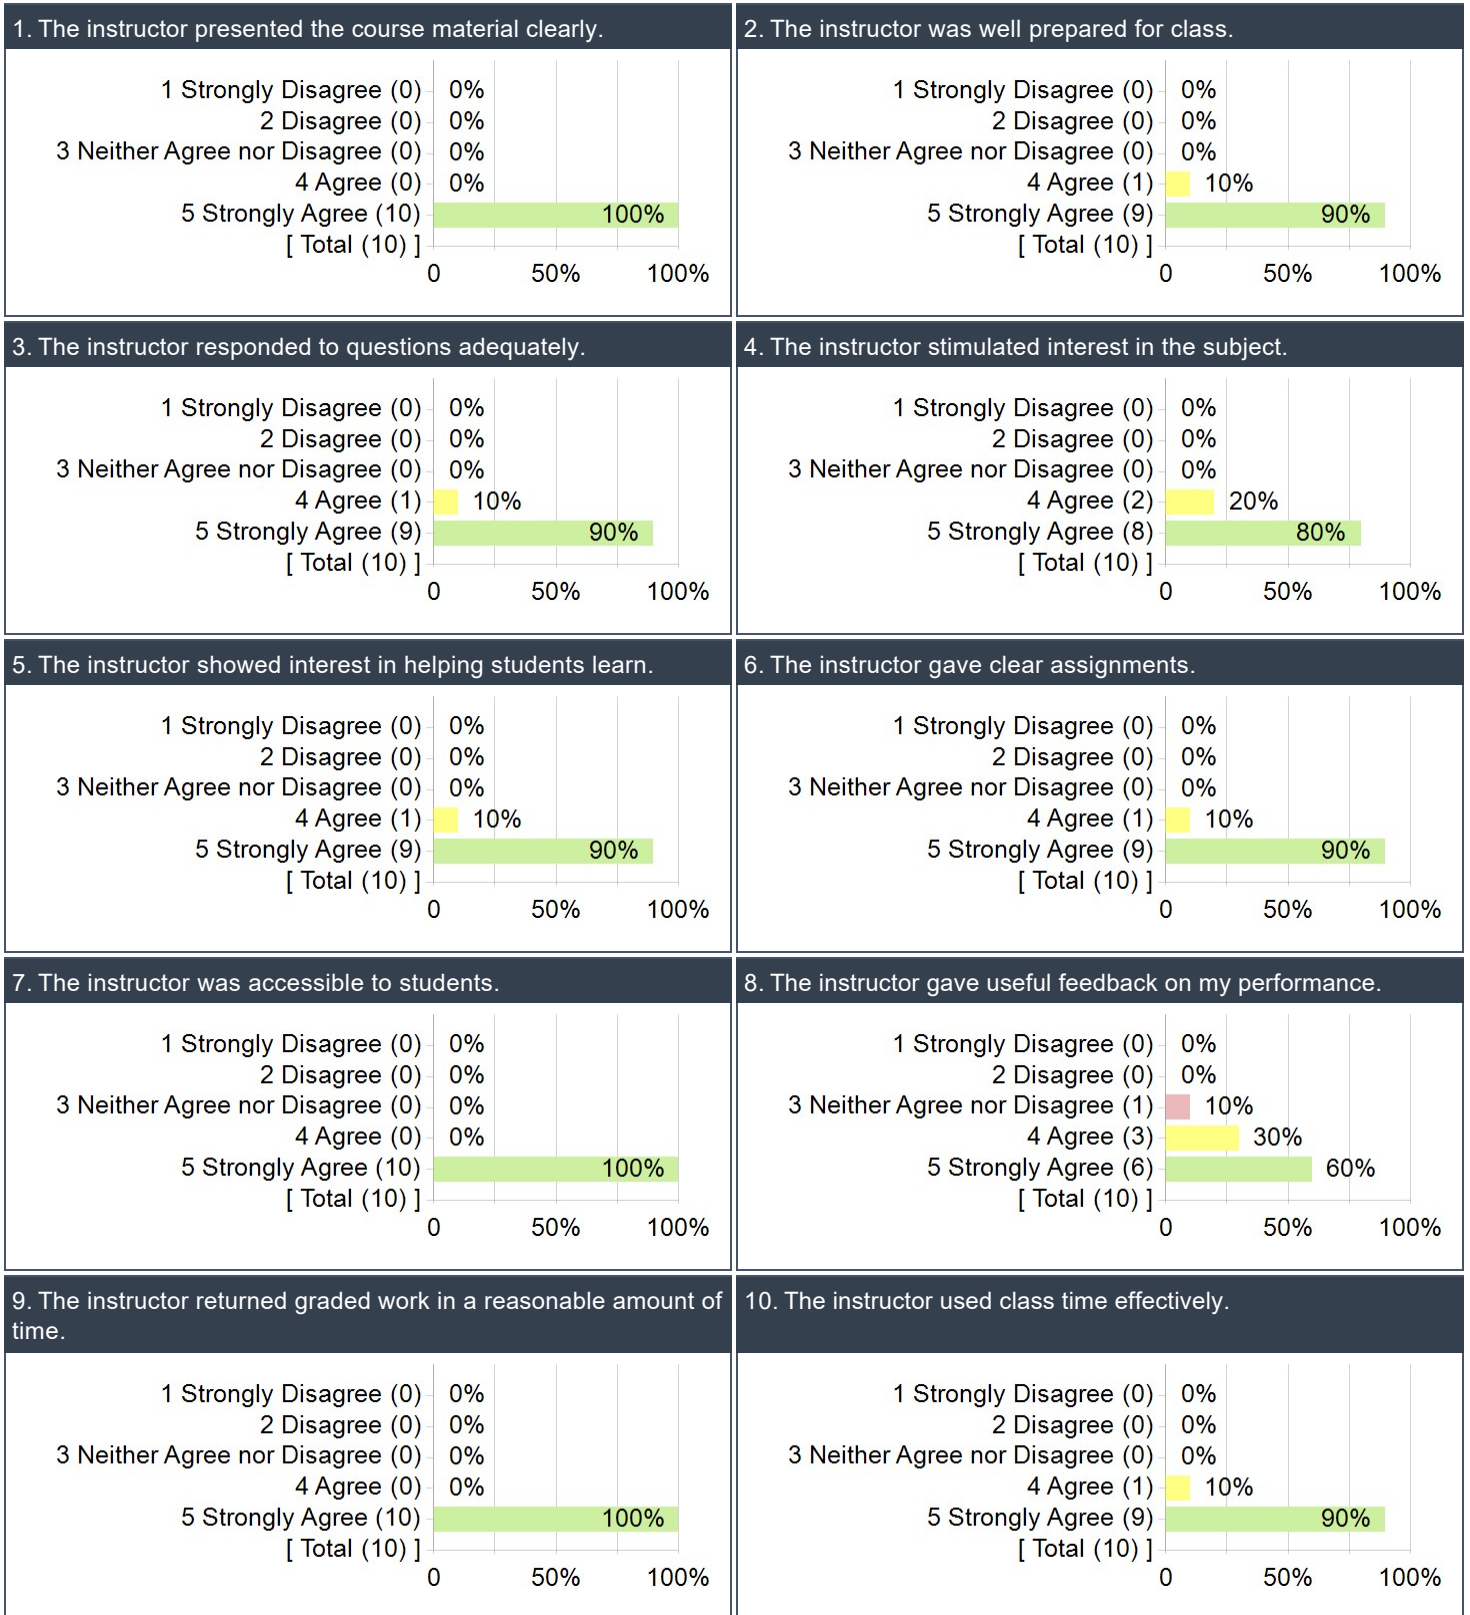 1. The instructor presented the course material clearly.
1 Strongly Disagree (0) 0%
2 Disagree (0) 0%
3 Neither Agree nor Disagree (0) 0%
4 Agree (0) 0%
5 Strongly Agree (10) 100%
[ Total (10) ]
0 50% 100%
2. The instructor was well prepared for class.
1 Strongly Disagree (0) 0%
2 Disagree (0) 0%
3 Neither Agree nor Disagree (0) 0%
4 Agree (1) 10%
5 Strongly Agree (9) 90%
[ Total (10) ]
0 50% 100%
3. The instructor responded to questions adequately.
1 Strongly Disagree (0) 0%
2 Disagree (0) 0%
3 Neither Agree nor Disagree (0) 0%
4 Agree (1) 10%
5 Strongly Agree (9) 90%
[ Total (10) ]
0 50% 100%
4. The instructor stimulated interest in the subject.
1 Strongly Disagree (0) 0%
2 Disagree (0) 0%
3 Neither Agree nor Disagree (0) 0%
4 Agree (2) 20%
5 Strongly Agree (8) 80%
[ Total (10) ]
0 50% 100%
5. The instructor showed interest in helping students learn.
1 Strongly Disagree (0) 0%
2 Disagree (0) 0%
3 Neither Agree nor Disagree (0) 0%
4 Agree (1) 10%
5 Strongly Agree (9) 90%
[ Total (10) ]
0 50% 100%
6. The instructor gave clear assignments.
1 Strongly Disagree (0) 0%
2 Disagree (0) 0%
3 Neither Agree nor Disagree (0) 0%
4 Agree (1) 10%
5 Strongly Agree (9) 90%
[ Total (10) ]
0 50% 100%
7. The instructor was accessible to students.
1 Strongly Disagree (0) 0%
2 Disagree (0) 0%
3 Neither Agree nor Disagree (0) 0%
4 Agree (0) 0%
5 Strongly Agree (10) 100%
[ Total (10) ]
0 50% 100%
8. The instructor gave useful feedback on my performance.
1 Strongly Disagree (0) 0%
2 Disagree (0) 0%
3 Neither Agree nor Disagree (1) 10%
4 Agree (3) 30%
5 Strongly Agree (6) 60%
[ Total (10) ]
0 50% 100%
9. The instructor returned graded work in a reasonable amount of
time.
1 Strongly Disagree (0) 0%
2 Disagree (0) 0%
3 Neither Agree nor Disagree (0) 0%
4 Agree (0) 0%
5 Strongly Agree (10) 100%
[ Total (10) ]
0 50% 100%
10. The instructor used class time effectively.
1 Strongly Disagree (0) 0%
2 Disagree (0) 0%
3 Neither Agree nor Disagree (0) 0%
4 Agree (1) 10%
5 Strongly Agree (9) 90%
[ Total (10) ]
0 50% 100%